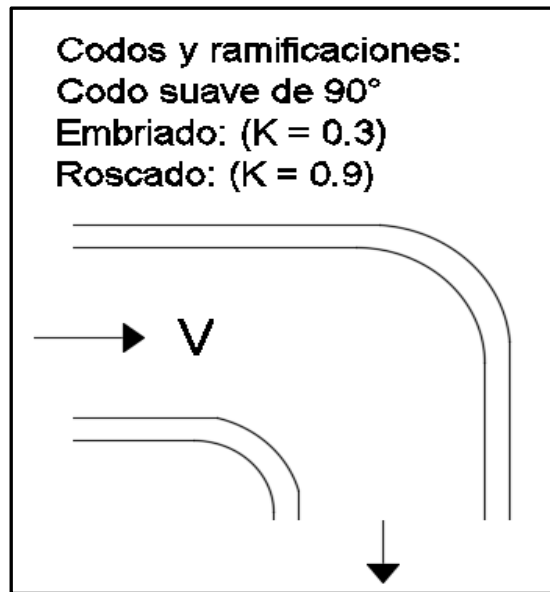 Codos y ramificaciones:
Codo suave de 90°
Embriado: (K = 0.3)
Roscado: (K = 0.9)
V